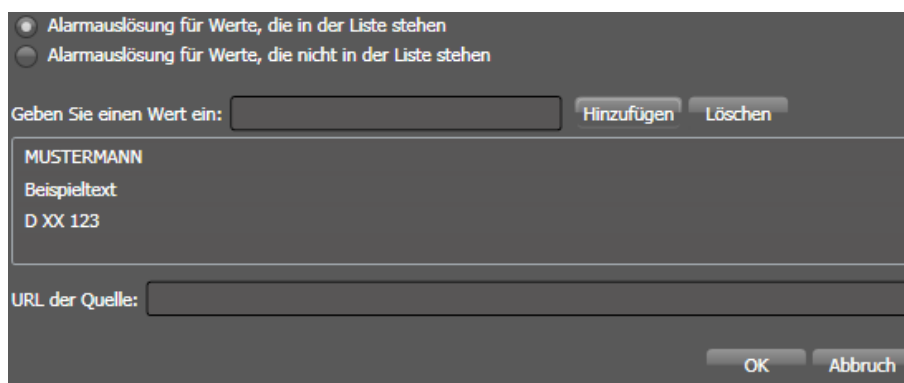 Alarmauslösung für Werte, die in der Liste stehen
Alarmauslösung für Werte, die nicht in der Liste stehen
Geben Sie einen Wert ein: Hinzufügen Löschen
MUSTERMANN
Beispieltext
D XX 123
URL der Quelle:
OK Abbruch